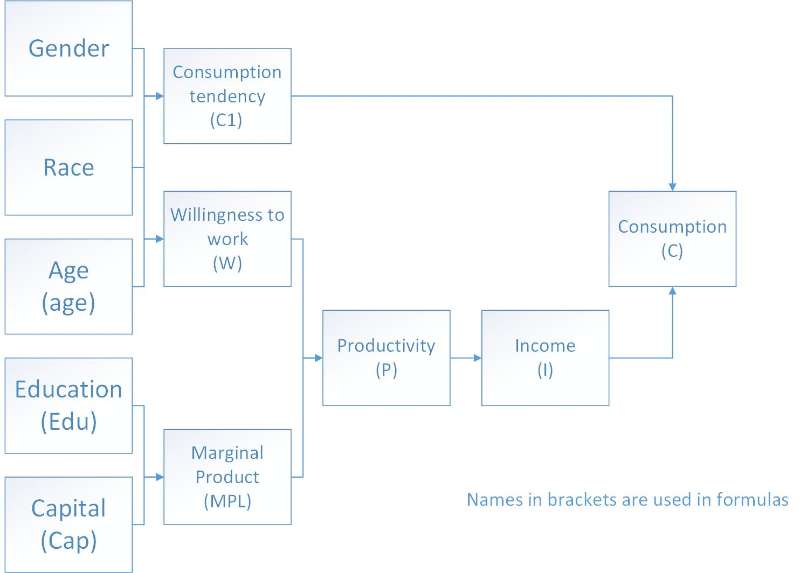 Gender
Race
Age
(age)
Education
(Edu)
Capital
(Cap)
Consumption
tendency
(C1)
Willingness to
work
(W)
Marginal
Product
(MPL)
Productivity
(P)
Income
(I)
Consumption
(C)
Names in brackets are used in formulas